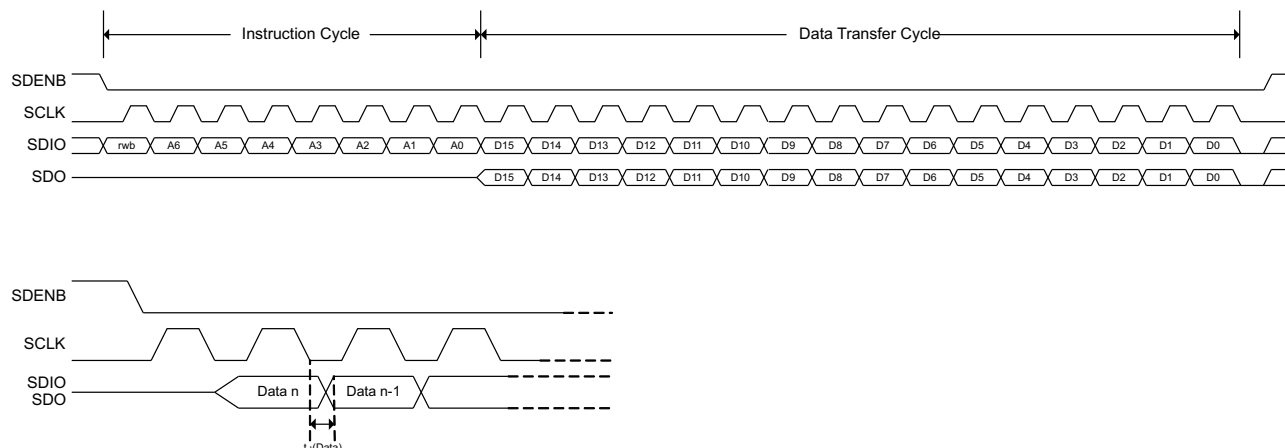 Instruction Cycle
Data Transfer Cycle
SDENB
SCLK
SDIO rwb A6 A5 A4 A3 A2 A1 A0 D15 D14 D13 D12 D11 D10 D9 D8 D7 D6 D5 D4 D3 D2 D1 D0
SDO D15 D14 D13 D12 D11 D10 D9 D8 D7 D6 D5 D4 D3 D2 D1 D0
SDENB
SCLK
SDIO
SDO
Data n Data n-1
(Data)